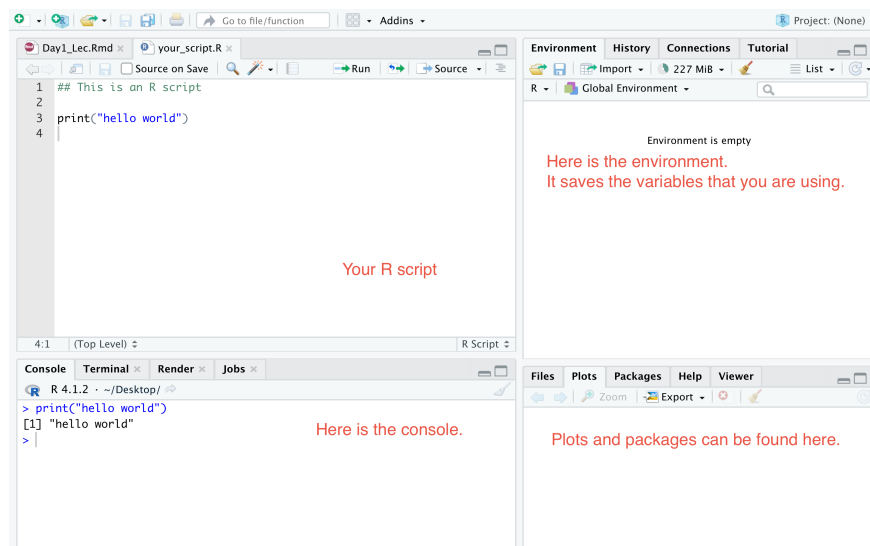 Go to file/function
Addins
Project: (None)
Day1_Lec.Rmd
your_script.R
Source on Save
Run
Source
1 ## This is an R script
2
3 print("hello world")
4
Your R script
4:1 (Top Level)
R Script
Environment History Connections Tutorial
Import
227 MiB
List
R
Global Environment
Environment is empty
Here is the environment.
It saves the variables that you are using.
Console Terminal Render Jobs
R 4.1.2 · ~/Desktop/
> print("hello world")
[1] "hello world"
>
Here is the console.
Files Plots Packages Help Viewer
Zoom
Export
Plots and packages can be found here.